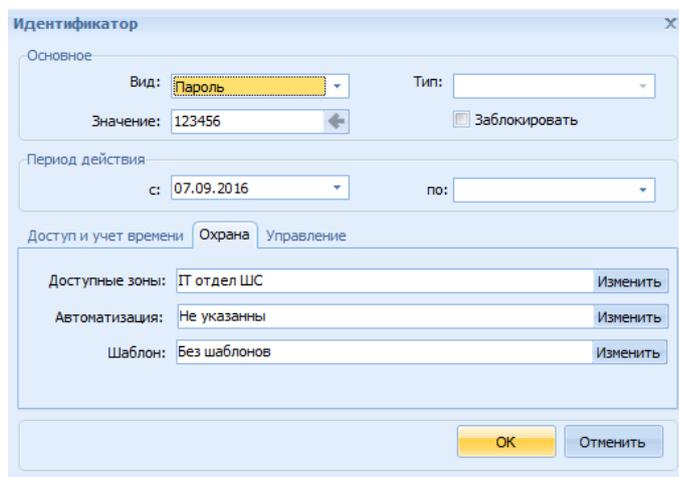 Идентификатор
Основное
Вид: Пароль Тип:
Значение: 123456 Заблокировать
Период действия
с: 07.09.2016 по:
Доступ и учет времени Охрана Управление
Доступные зоны: IT отдел ШС Изменить
Автоматизация: Не указанны Изменить
Шаблон: Без шаблонов Изменить
ОК Отменить